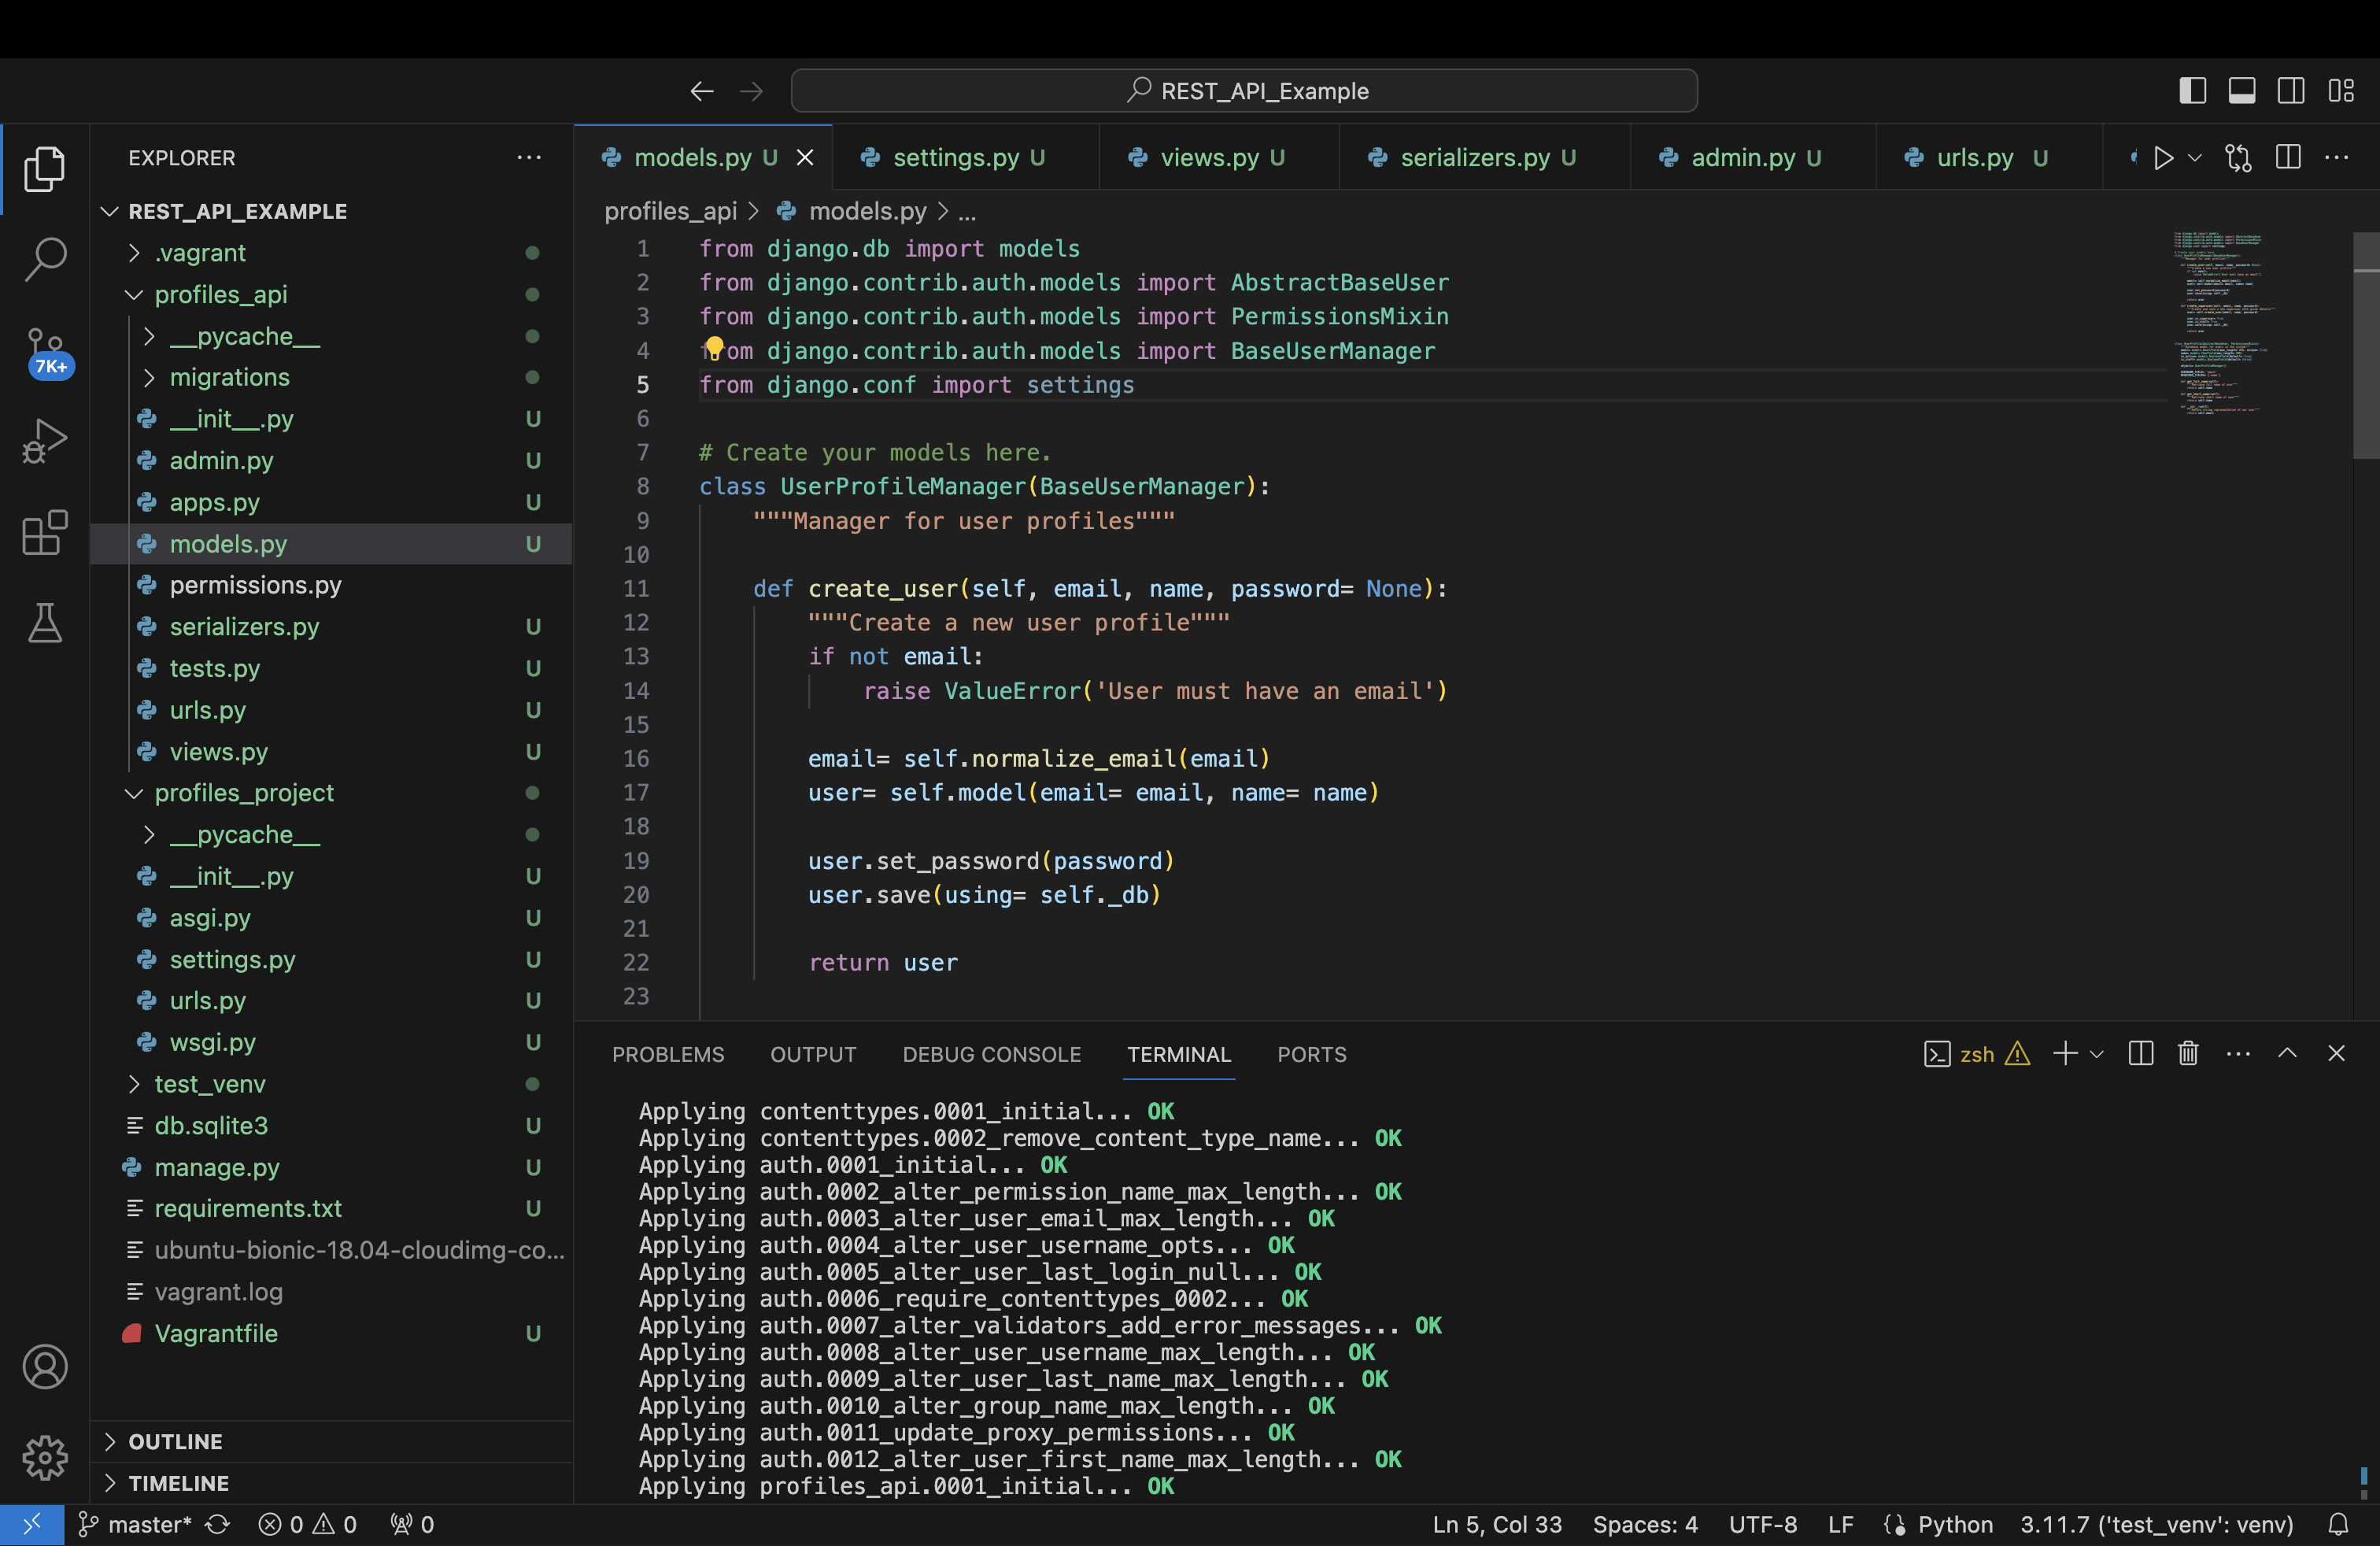 REST_API_Example
EXPLORER
REST_API_EXAMPLE
.vagrant
profiles_api
__pycache__
migrations
__init__.py U
admin.py U
apps.py U
models.py U
permissions.py
serializers.py U
tests.py U
urls.py U
views.py U
profiles_project
__pycache__
__init__.py U
asgi.py U
settings.py U
urls.py U
wsgi.py U
test_venv
db.sqlite3 U
manage.py U
requirements.txt U
ubuntu-bionic-18.04-cloudimg-co...
vagrant.log
Vagrantfile U
OUTLINE
TIMELINE
7K+
models.py U settings.py U views.py U serializers.py U admin.py U urls.py U
profiles_api > models.py > ...
1 from django.db import models
2 from django.contrib.auth.models import AbstractBaseUser
3 from django.contrib.auth.models import PermissionsMixin
4 from django.contrib.auth.models import BaseUserManager
5 from django.conf import settings
6
7 # Create your models here.
8 class UserProfileManager(BaseUserManager):
9 """Manager for user profiles"""
10
11 def create_user(self, email, name, password= None):
12 """Create a new user profile"""
13 if not email:
14 raise ValueError('User must have an email')
15
16 email= self.normalize_email(email)
17 user= self.model(email= email, name= name)
18
19 user.set_password(password)
20 user.save(using= self._db)
21
22 return user
23
PROBLEMS OUTPUT DEBUG CONSOLE TERMINAL PORTS
zsh
Applying contenttypes.0001_initial... OK
Applying contenttypes.0002_remove_content_type_name... OK
Applying auth.0001_initial... OK
Applying auth.0002_alter_permission_name_max_length... OK
Applying auth.0003_alter_user_email_max_length... OK
Applying auth.0004_alter_user_username_opts... OK
Applying auth.0005_alter_user_last_login_null... OK
Applying auth.0006_require_contenttypes_0002... OK
Applying auth.0007_alter_validators_add_error_messages... OK
Applying auth.0008_alter_user_username_max_length... OK
Applying auth.0009_alter_user_last_name_max_length... OK
Applying auth.0010_alter_group_name_max_length... OK
Applying auth.0011_update_proxy_permissions... OK
Applying auth.0012_alter_user_first_name_max_length... OK
Applying profiles_api.0001_initial... OK
master* 0 0 0 Ln 5, Col 33 Spaces: 4 UTF-8 LF Python 3.11.7 ('test_venv': venv)